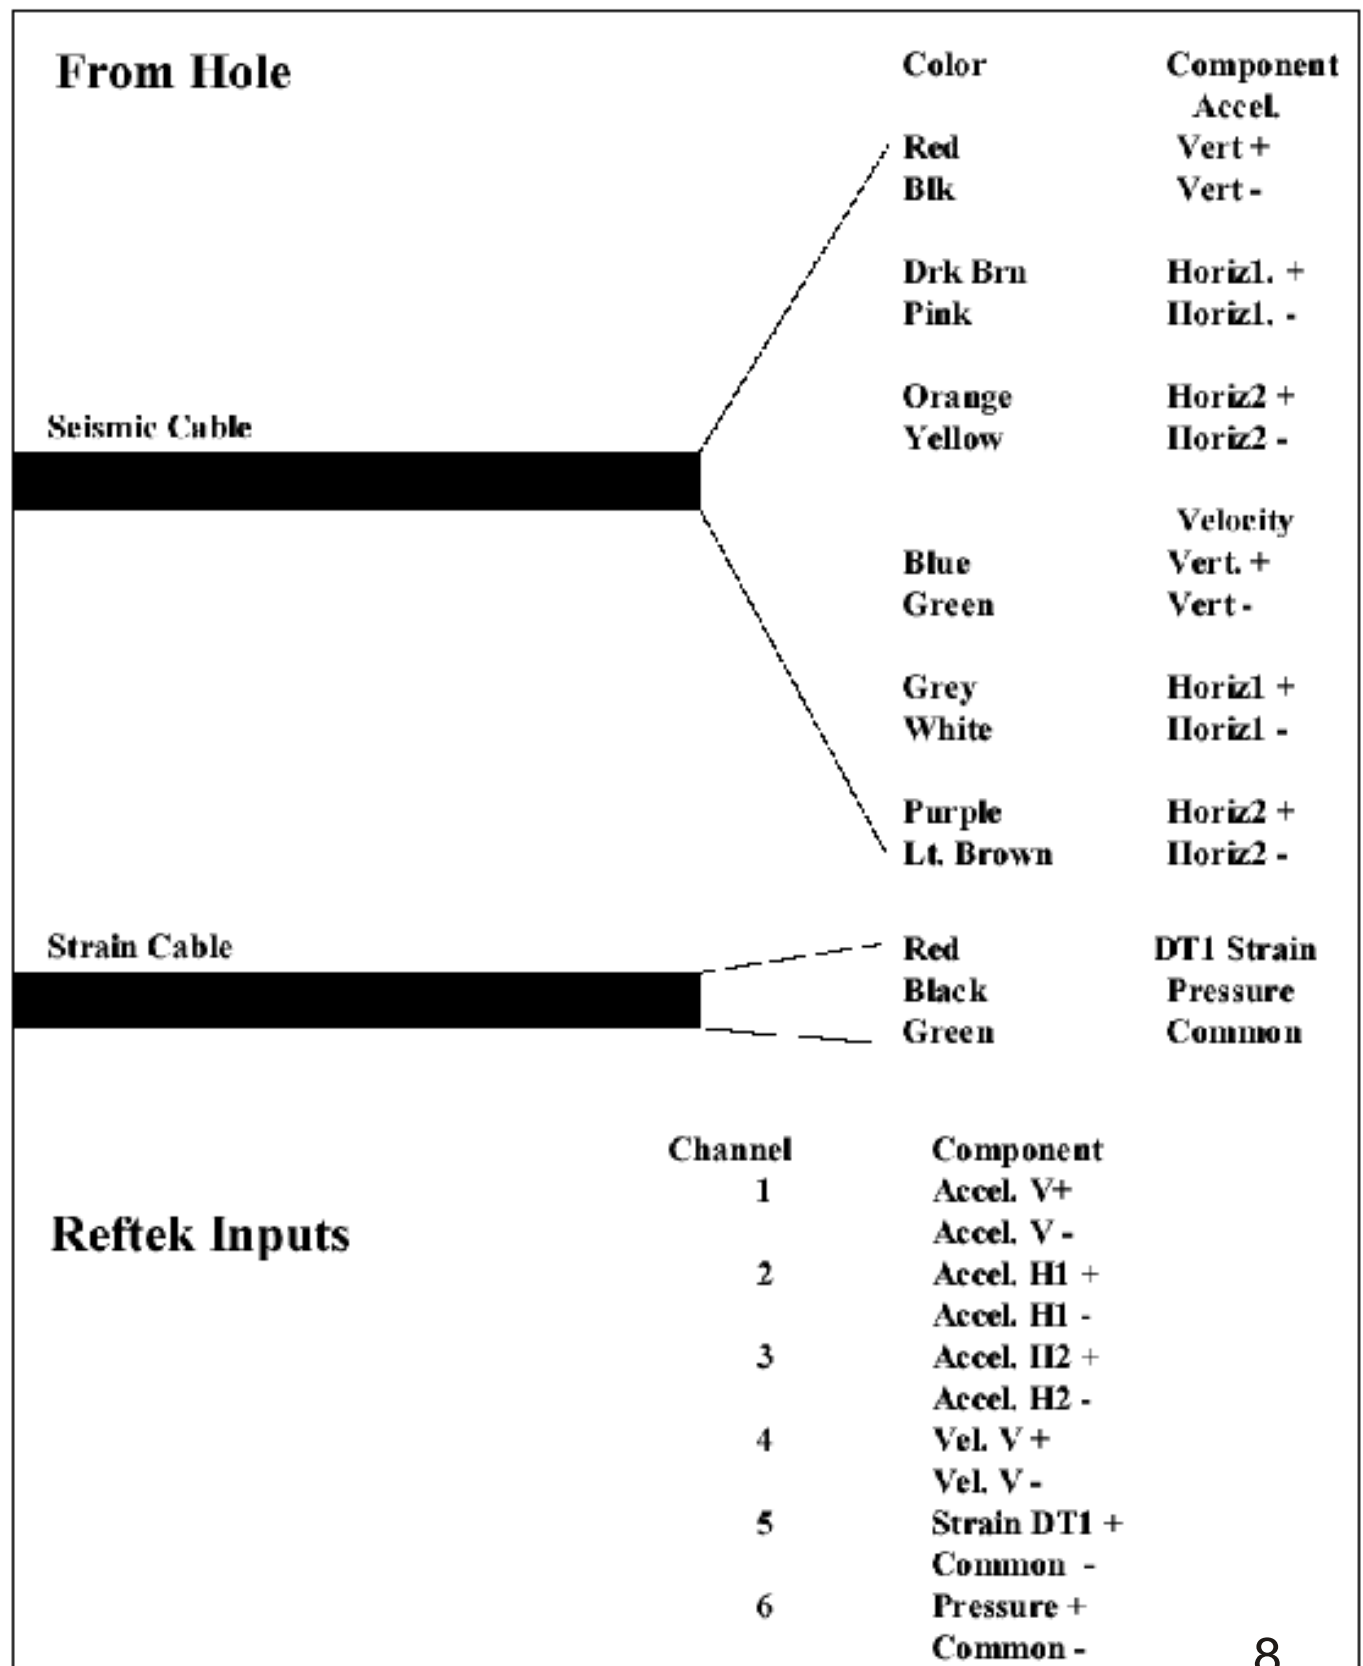 From Hole
Color Component
Accel.
Red Vert +
Blk Vert -
Drk Brn Horiz1. +
Pink Horiz1. -
Orange Horiz2 +
Seismic Cable
Yellow Horiz2 -
Velocity
Blue Vert. +
Green Vert -
Grey Horiz1 +
White Horiz1 -
Purple Horiz2 +
Lt. Brown Horiz2 -
Strain Cable
Red DT1 Strain
Black Pressure
Green Common
Channel Component
1 Accel. V+
Reftek Inputs
Accel. V -
2 Accel. H1 +
Accel. H1 -
3 Accel. H2 +
Accel. H2 -
4 Vel. V +
Vel. V -
5 Strain DT1 +
Common -
6 Pressure +
Common -
8